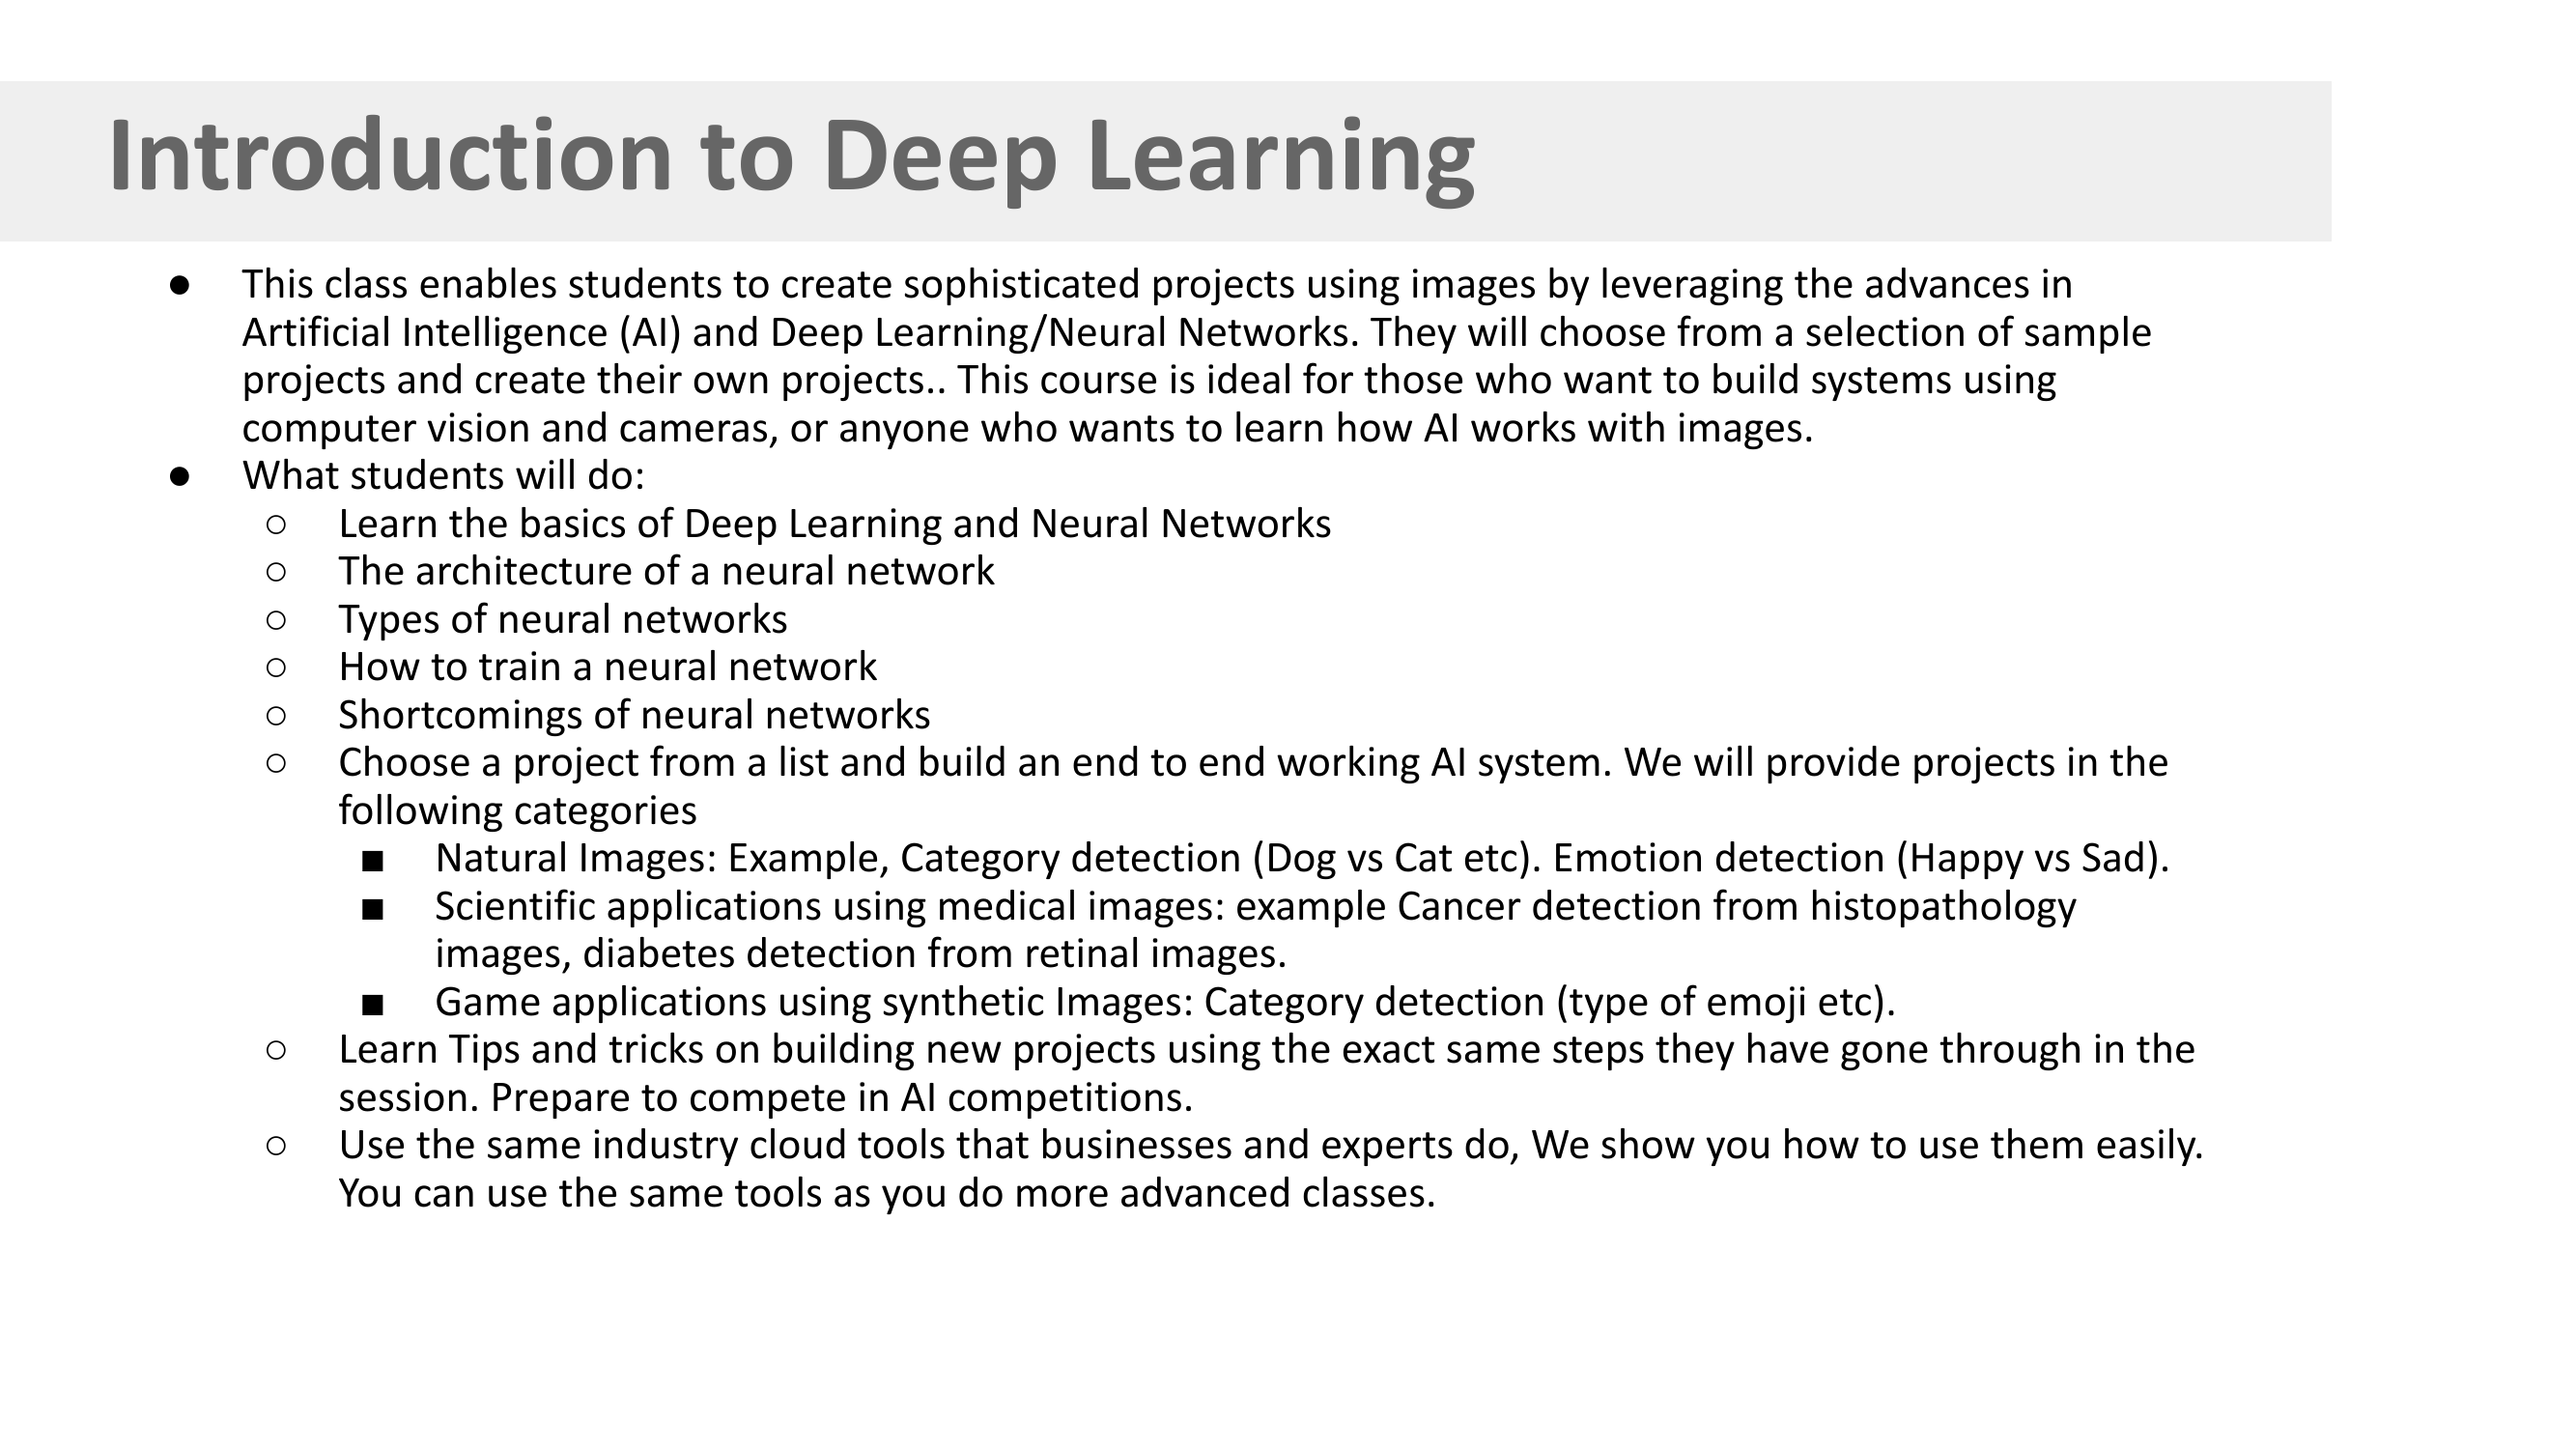 Introduction to Deep Learning
● This class enables students to create sophisticated projects using images by leveraging the advances in
Artificial Intelligence (AI) and Deep Learning/Neural Networks. They will choose from a selection of sample
projects and create their own projects.. This course is ideal for those who want to build systems using
computer vision and cameras, or anyone who wants to learn how AI works with images.
● What students will do:
○ Learn the basics of Deep Learning and Neural Networks
○ The architecture of a neural network
○ Types of neural networks
○ How to train a neural network
○ Shortcomings of neural networks
○ Choose a project from a list and build an end to end working AI system. We will provide projects in the
following categories
■ Natural Images: Example, Category detection (Dog vs Cat etc). Emotion detection (Happy vs Sad).
■ Scientific applications using medical images: example Cancer detection from histopathology
images, diabetes detection from retinal images.
■ Game applications using synthetic Images: Category detection (type of emoji etc).
○ Learn Tips and tricks on building new projects using the exact same steps they have gone through in the
session. Prepare to compete in AI competitions.
○ Use the same industry cloud tools that businesses and experts do, We show you how to use them easily.
You can use the same tools as you do more advanced classes.